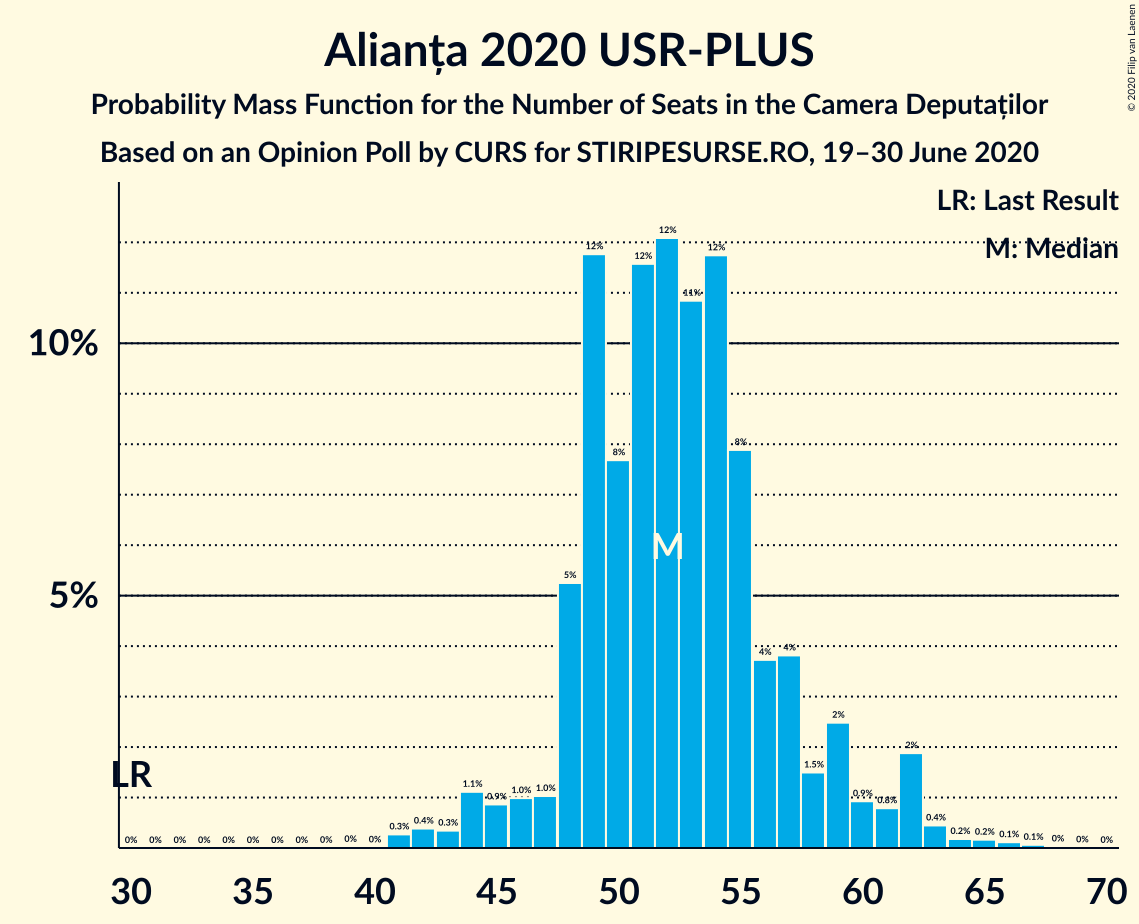 Alianța 2020 USR-PLUS
Probability Mass Function for the Number of Seats in the Camera Deputaților
Based on an Opinion Poll by CURS for STIRIPESURSE.RO, 19–30 June 2020
© 2020 Filip van Laenen
LR: Last Result
M: Median
10%
5%
LR
M
0% 0% 0% 0% 0% 0% 0% 0% 0% 0% 0% 0.3% 0.4% 0.3% 1.1% 0.9% 1.0% 1.0% 5% 12% 8% 12% 12% 11% 12% 8% 4% 4% 1.5% 2% 0.9% 0.8% 2% 0.4% 0.2% 0.2% 0.1% 0.1% 0% 0% 0%
30 35 40 45 50 55 60 65 70